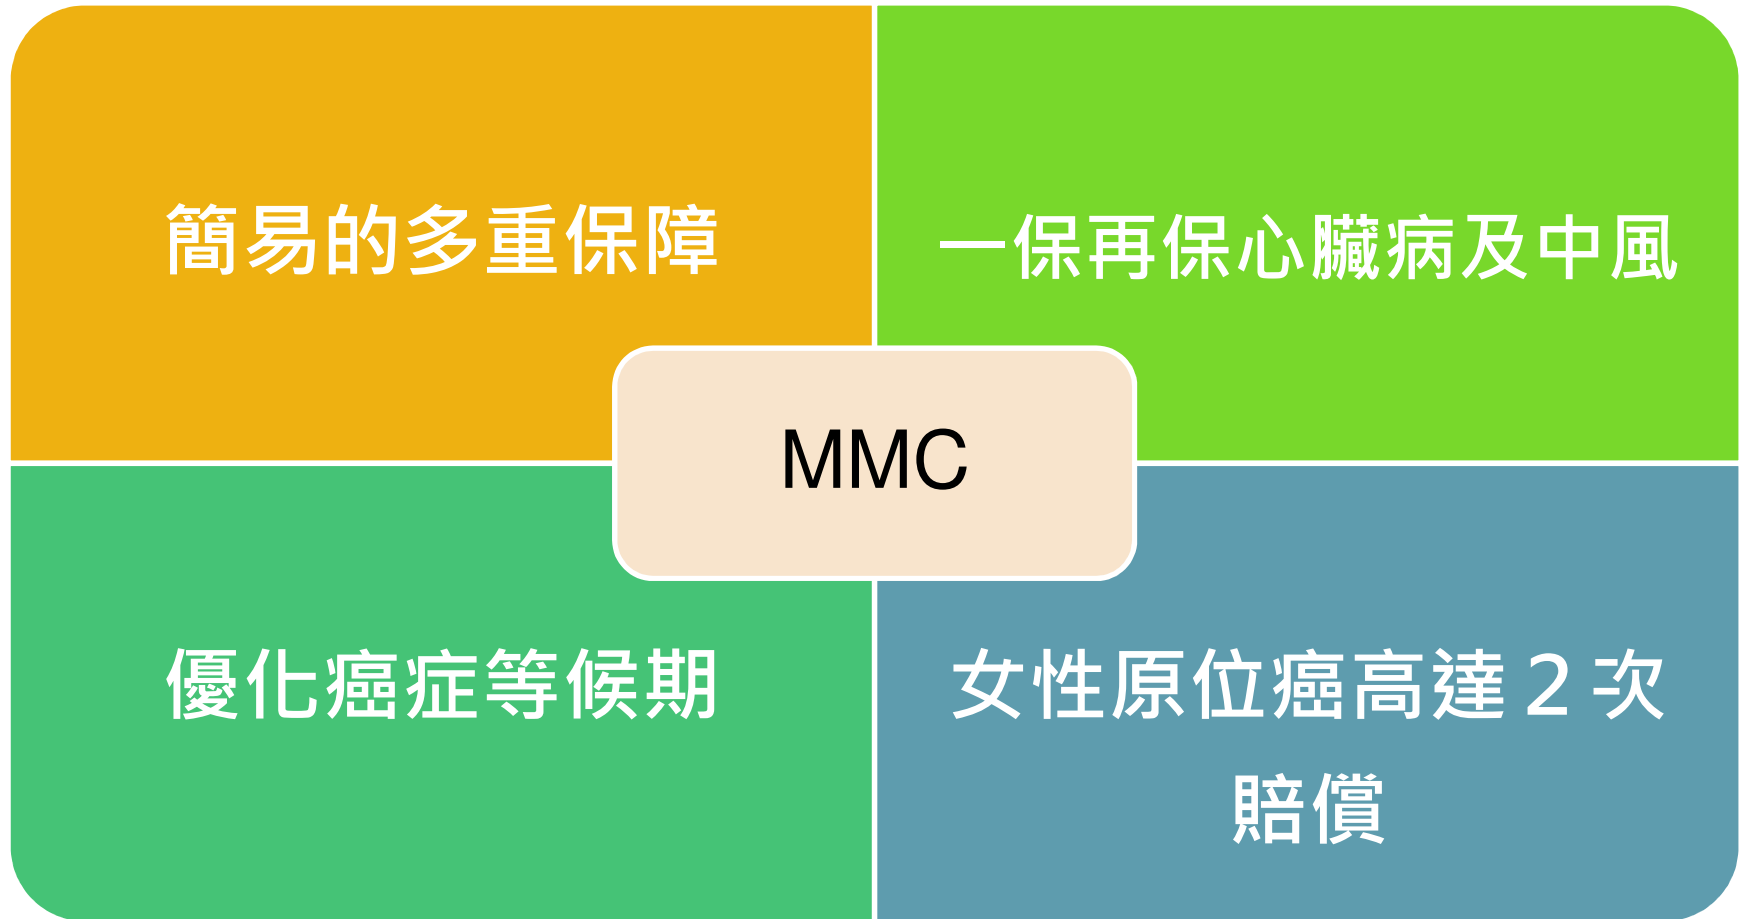 簡易的多重保障
一保再保心臟病及中風
MMC
優化癌症等候期
女性原位癌高達2次
賠償